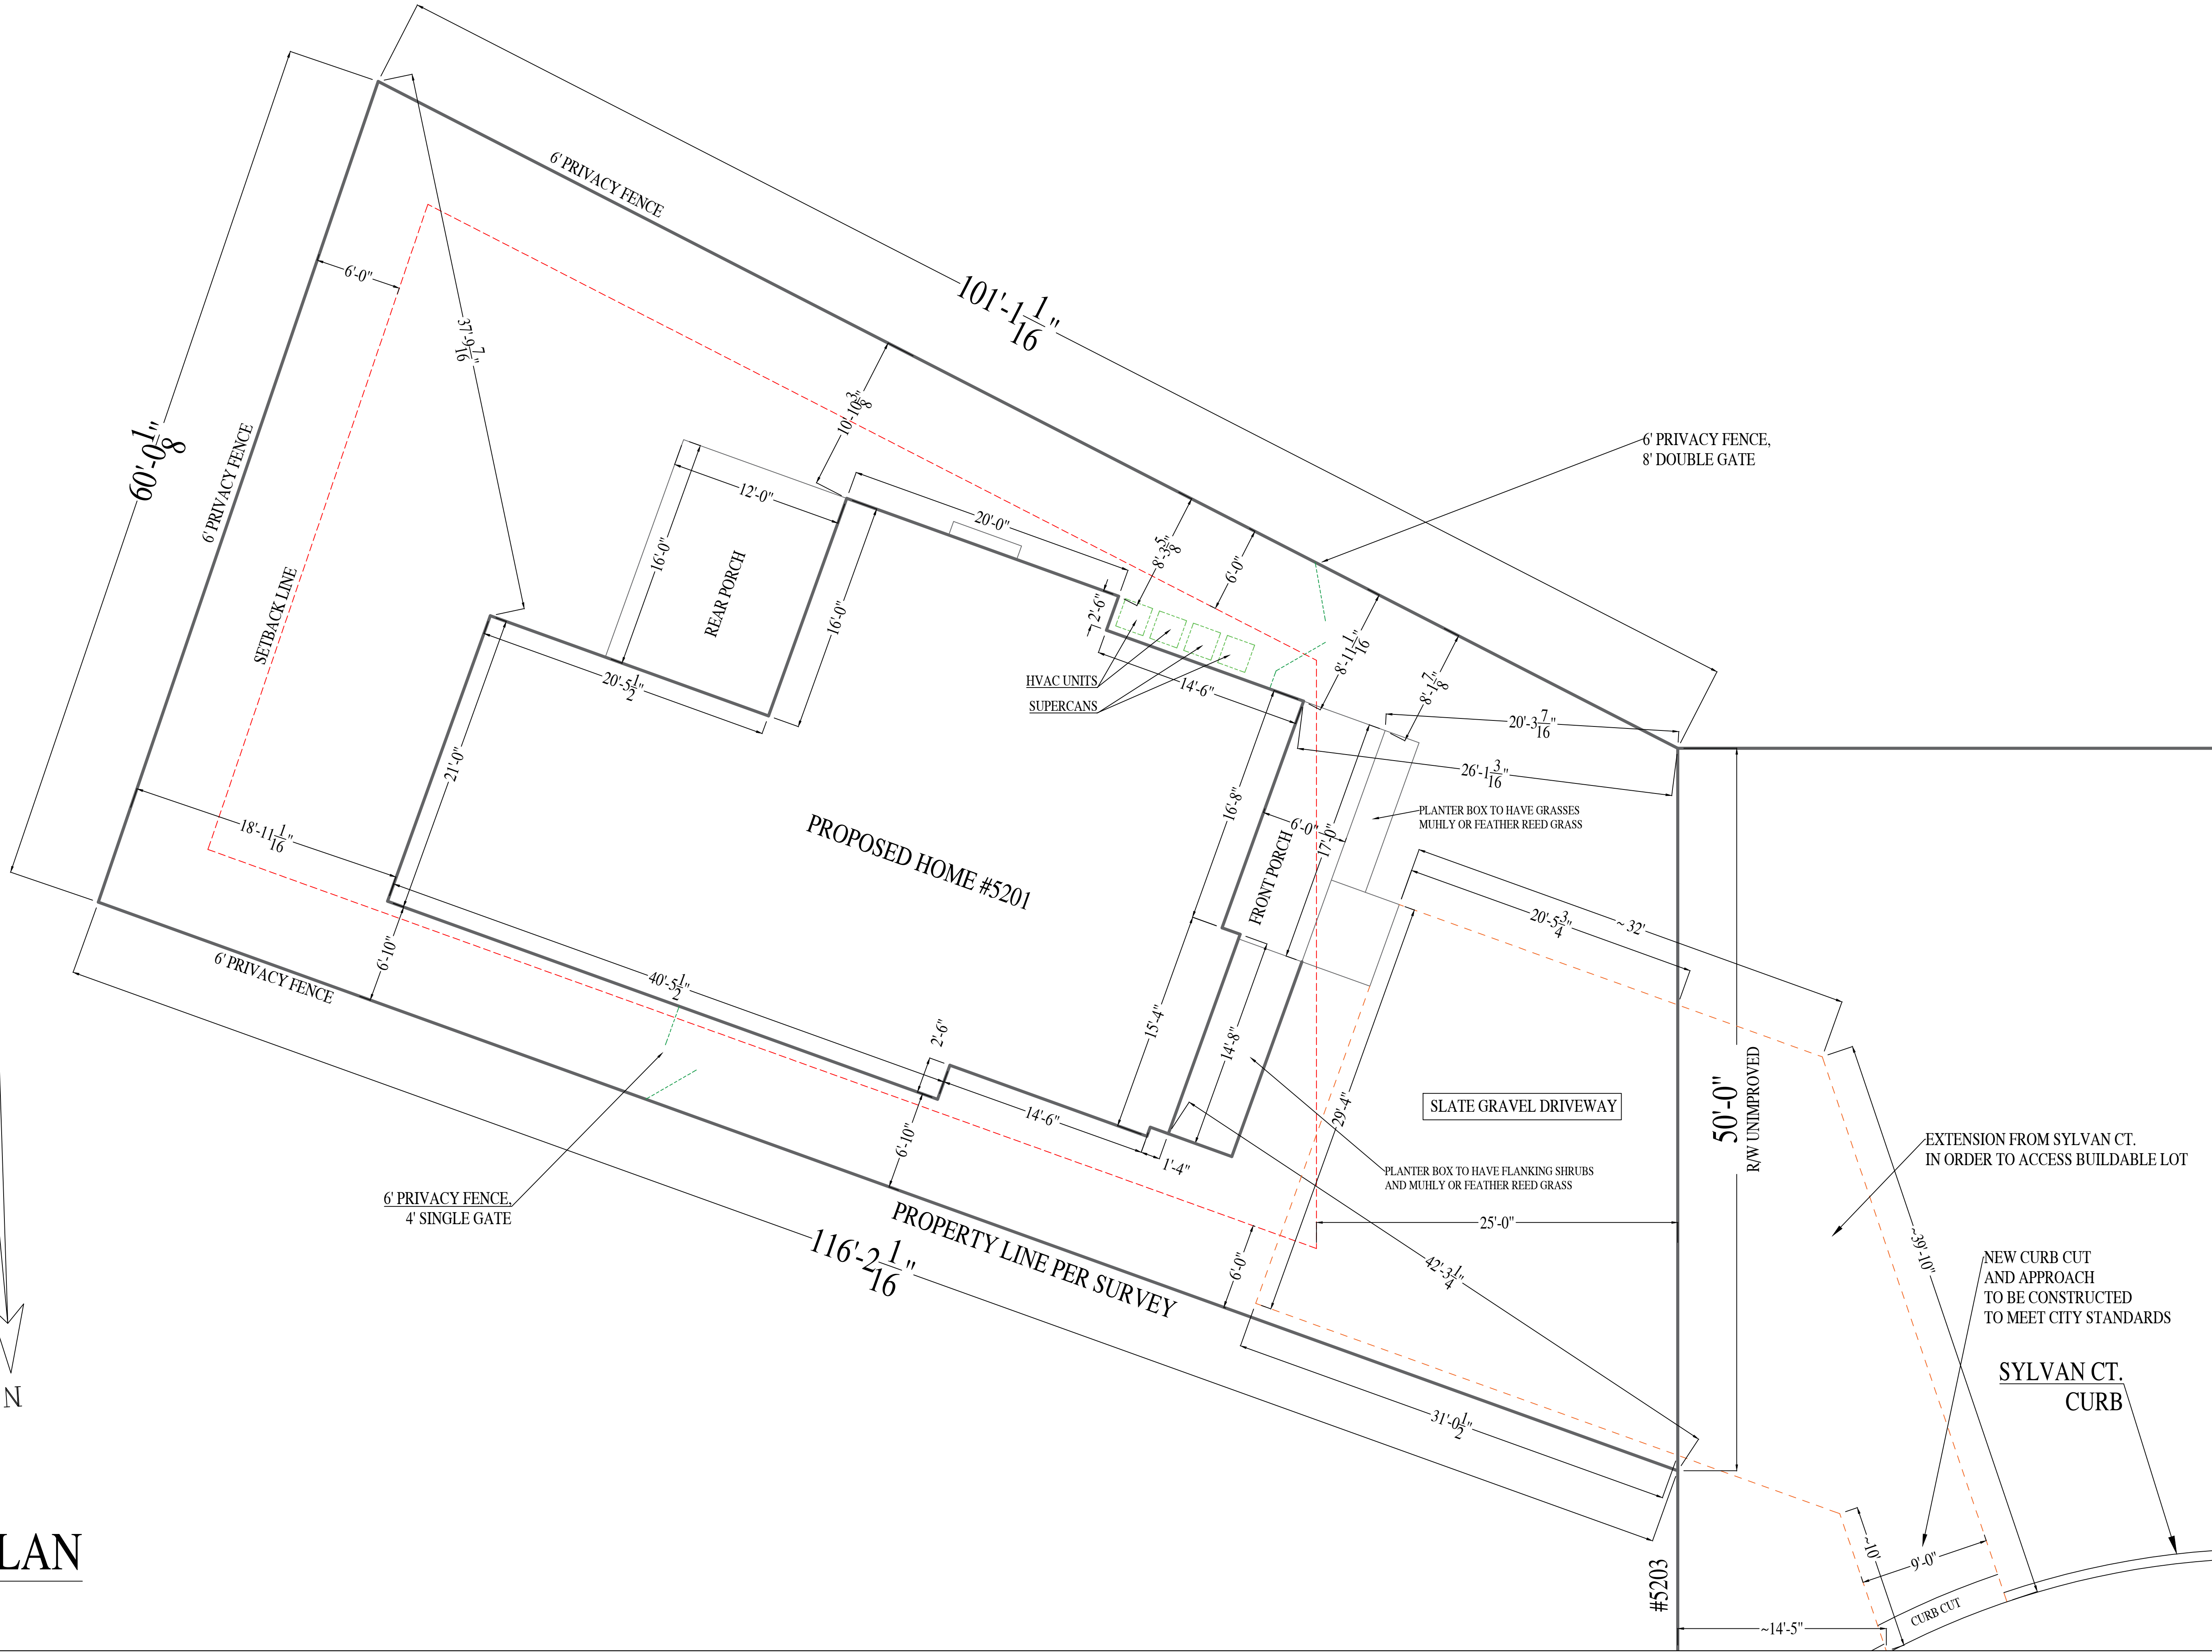 6' PRIVACY FENCE
101'-1 1/16"
6'-0"
37'-9 7/16"
60'-0 1/8"
6' PRIVACY FENCE
10'-10 3/8"
6' PRIVACY FENCE,
8' DOUBLE GATE
12'-0"
20'-0"
16'-0"
REAR PORCH
8'-3 5/8"
6'-0"
SETBACK LINE
16'-0"
2'-6"
8'-11 1/16"
HVAC UNITS
SUPERCANS
14'-6"
8'-1 7/8"
20'-5 1/2"
20'-3 7/16"
21'-0"
26'-1 3/16"
16'-8"
PLANTER BOX TO HAVE GRASSES
MUHLY OR FEATHER REED GRASS
18'-11 1/16"
PROPOSED HOME #5201
6'-0"
17'-0"
FRONT PORCH
20'-5 3/4"
~ 32'
6' PRIVACY FENCE
6'-10"
40'-5 1/2"
2'-6"
15'-4"
14'-8"
29'-4"
SLATE GRAVEL DRIVEWAY
50'-0"
R/W UNIMPROVED
EXTENSION FROM SYLVAN CT.
IN ORDER TO ACCESS BUILDABLE LOT
14'-6"
6'-10"
1'-4"
PLANTER BOX TO HAVE FLANKING SHRUBS
AND MUHLY OR FEATHER REED GRASS
6' PRIVACY FENCE,
4' SINGLE GATE
PROPERTY LINE PER SURVEY
116'-2 1/16"
25'-0"
6'-0"
42'-3 1/4"
~39'-10"
NEW CURB CUT
AND APPROACH
TO BE CONSTRUCTED
TO MEET CITY STANDARDS
SYLVAN CT.
CURB
N
31'-0 1/2"
LAN
#5203
~10'
9'-0"
CURB CUT
~14'-5"